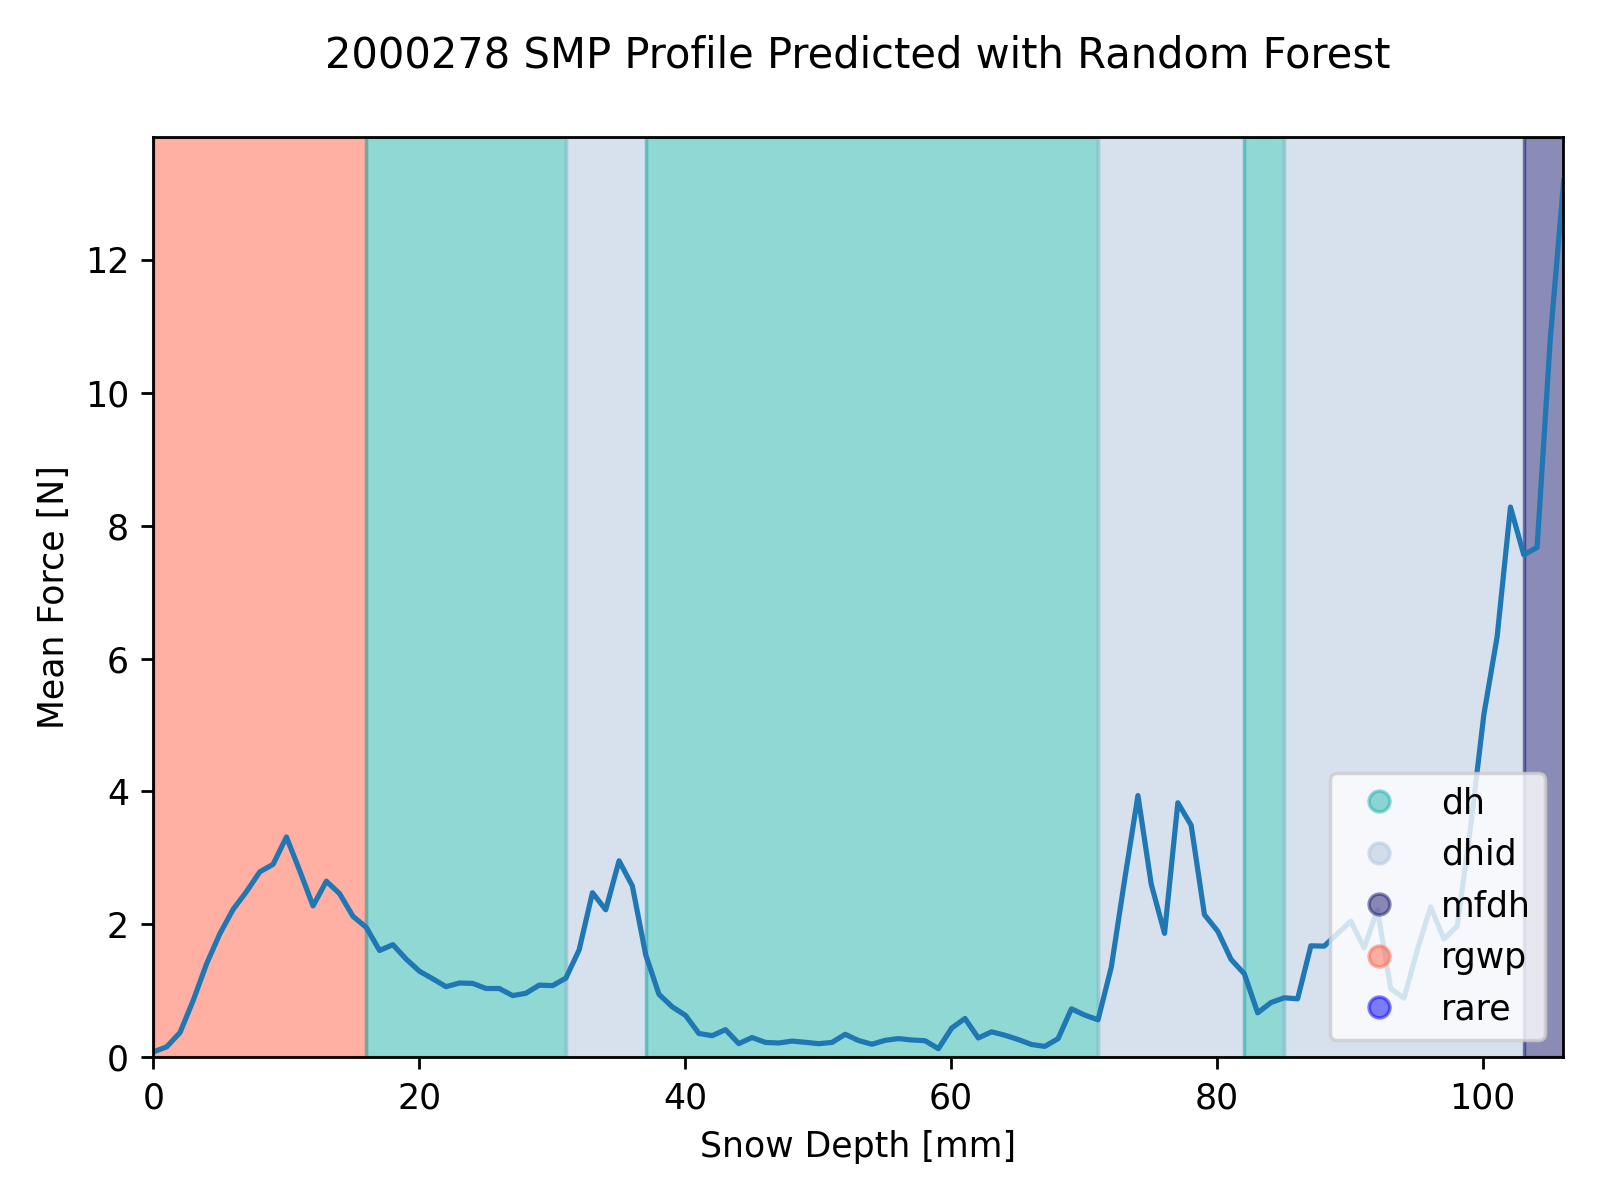 2000278 SMP Profile Predicted with Random Forest
Mean Force [N]
12
10
8
6
4
2
0
0 20 40 60 80 100
Snow Depth [mm]
dh
dhid
mfdh
rgwp
rare